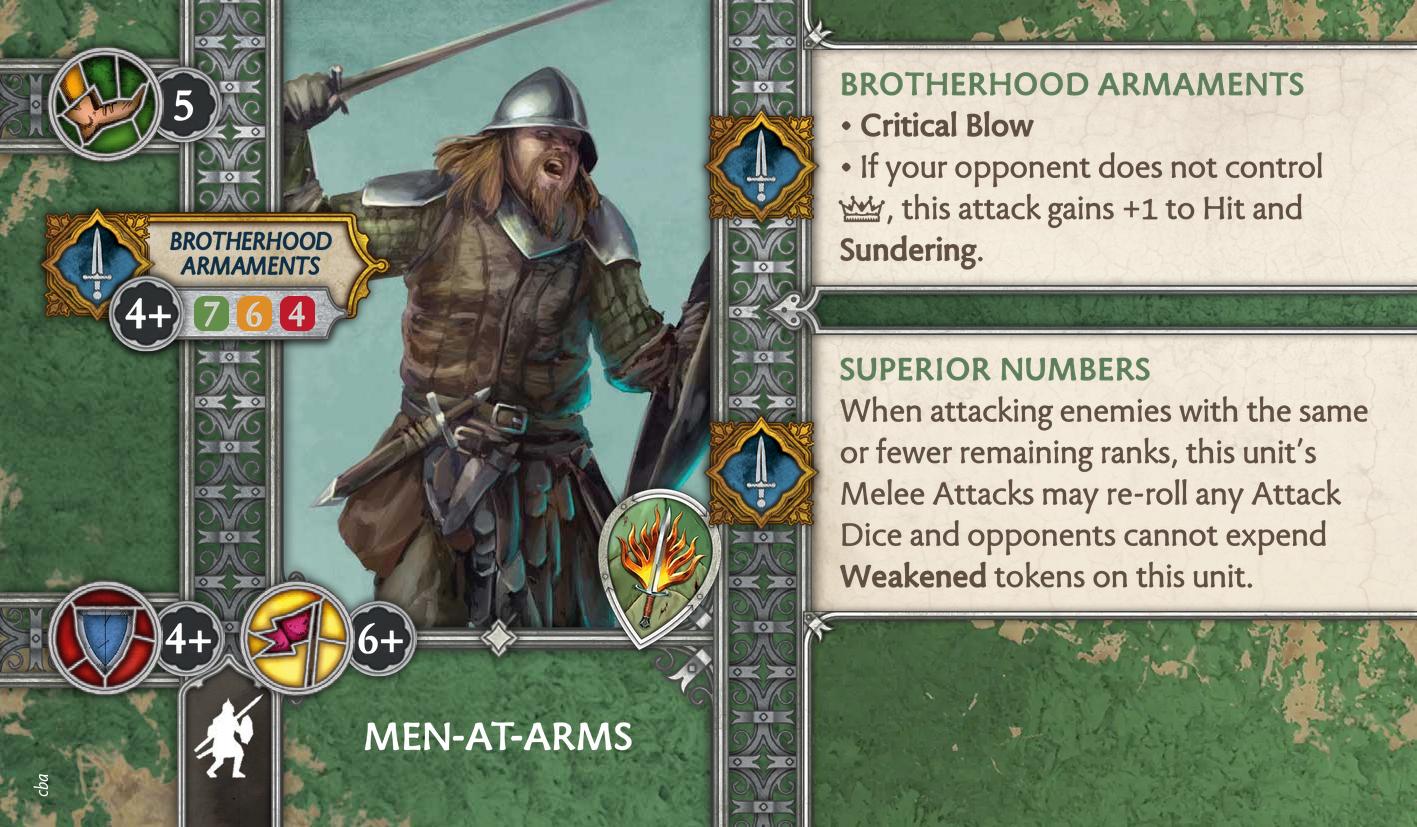 5
BROTHERHOOD
ARMAMENTS
4+ 7 6 4
4+ 6+
MEN-AT-ARMS
cba
BROTHERHOOD ARMAMENTS
• Critical Blow
• If your opponent does not control
, this attack gains +1 to Hit and
Sundering.
SUPERIOR NUMBERS
When attacking enemies with the same
or fewer remaining ranks, this unit's
Melee Attacks may re-roll any Attack
Dice and opponents cannot expend
Weakened tokens on this unit.